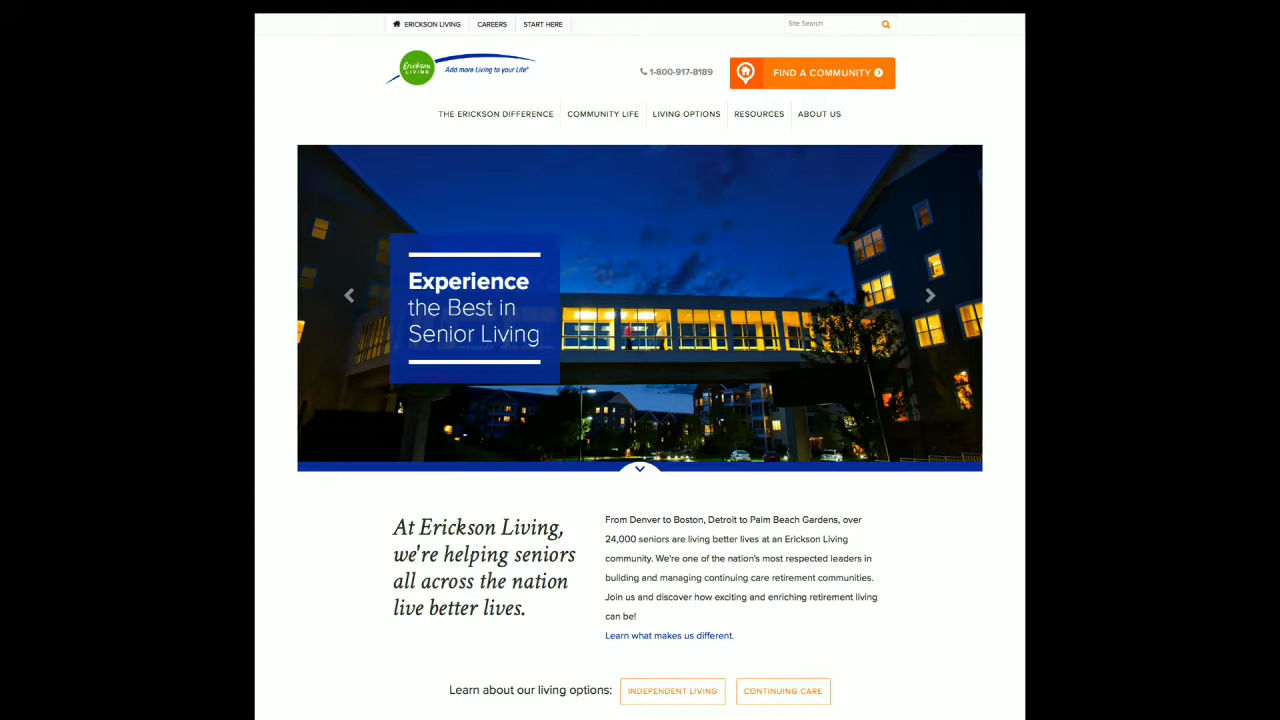 ERICKSON LIVING
CAREERS
START HERE
Site Search
Erickson
LIVING
Add more Living to your Life®
1-800-917-8189
FIND A COMMUNITY
THE ERICKSON DIFFERENCE
COMMUNITY LIFE
LIVING OPTIONS
RESOURCES
ABOUT US
Experience
the Best in
Senior Living
At Erickson Living,
we're helping seniors
all across the nation
live better lives.
From Denver to Boston, Detroit to Palm Beach Gardens, over
24,000 seniors are living better lives at an Erickson Living
community. We're one of the nation's most respected leaders in
building and managing continuing care retirement communities.
Join us and discover how exciting and enriching retirement living
can be!
Learn what makes us different.
Learn about our living options:
INDEPENDENT LIVING
CONTINUING CARE